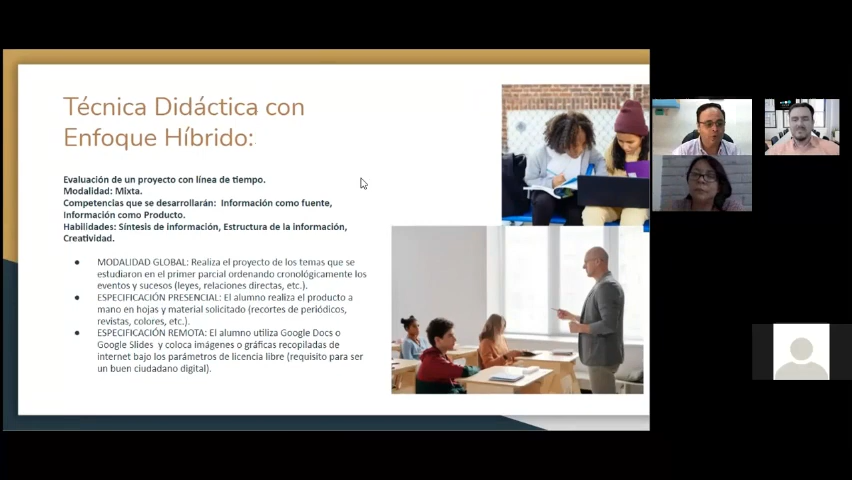 Técnica Didáctica con
Enfoque Híbrido:
Evaluación de un proyecto con línea de tiempo.
Modalidad: Mixta.
Competencias que se desarrollarán: Información como fuente,
Información como Producto.
Habilidades: Síntesis de información, Estructura de la información,
Creatividad.
● MODALIDAD GLOBAL: Realiza el proyecto de los temas que se
estudiaron en el primer parcial ordenando cronológicamente los
eventos y sucesos (leyes, relaciones directas, etc.).
● ESPECIFICACIÓN PRESENCIAL: El alumno realiza el producto a
mano en hojas y material solicitado (recortes de periódicos,
revistas, colores, etc.).
● ESPECIFICACIÓN REMOTA: El alumno utiliza Google Docs o
Google Slides y coloca imágenes o gráficas recopiladas de
internet bajo los parámetros de licencia libre (requisito para ser
un buen ciudadano digital).